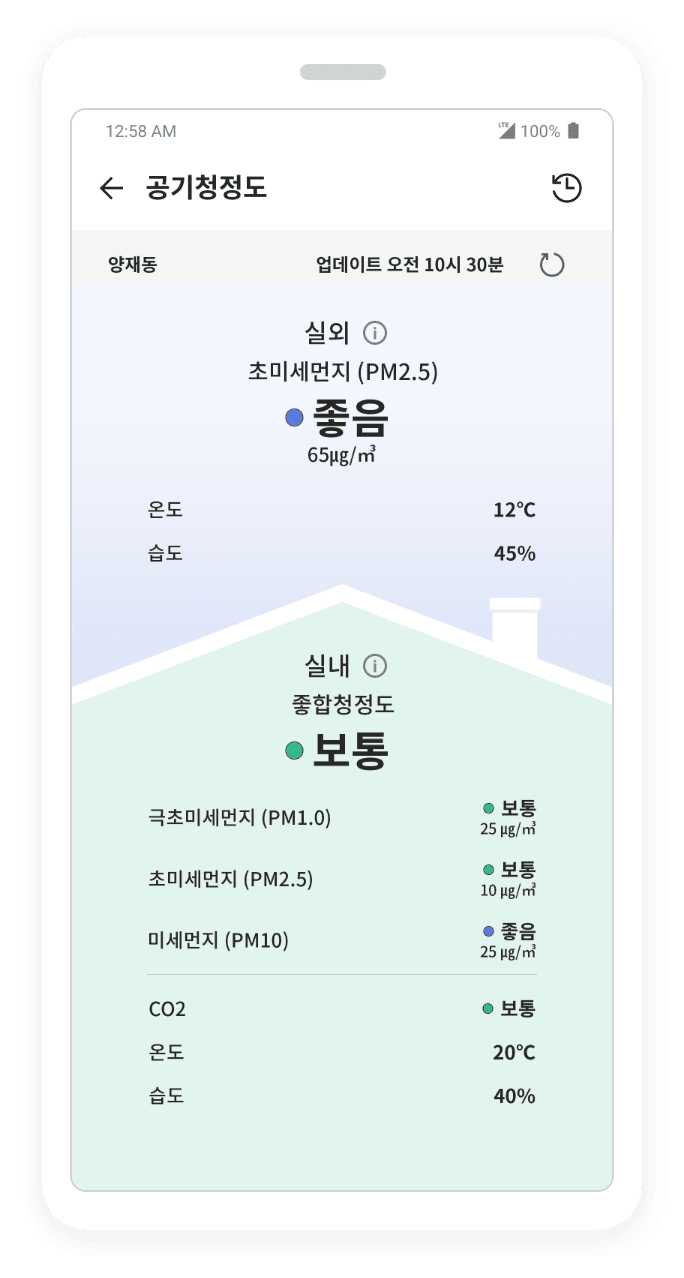 12:58 AM LTE 100%
공기청정도
양재동 업데이트 오전 10시 30분
실외
초미세먼지 (PM2.5)
좋음
65㎍/㎥
온도 12℃
습도 45%
실내
종합청정도
보통
극초미세먼지 (PM1.0) 보통
25 ㎍/㎥
초미세먼지 (PM2.5) 보통
10 ㎍/㎥
미세먼지 (PM10) 좋음
25 ㎍/㎥
CO2 보통
온도 20℃
습도 40%